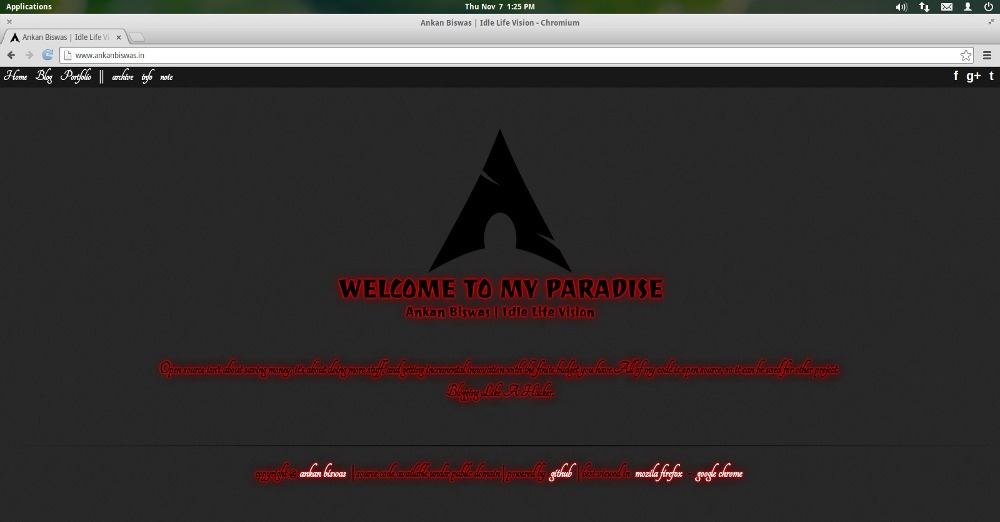 Applications
Thu Nov 7 1:25 PM
Ankan Biswas | Idle Life Vision - Chromium
Ankan Biswas | Idle Life Vi
www.ankanbiswas.in
Home Blog Portfolio || archive info note
f g+ t
WELCOME TO MY PARADISE
Ankan Biswas | Idle Life Vision
Open source isn't about saving money, it's about doing more stuff, and getting incremental innovation with the finite budget you have. All of my code is open source, so it can be used for other project.
Blogging Like A Hacker.
copyright © ankan biswas | source code available under public domain | powered by github | best viewed in mozila firefox - google chrome